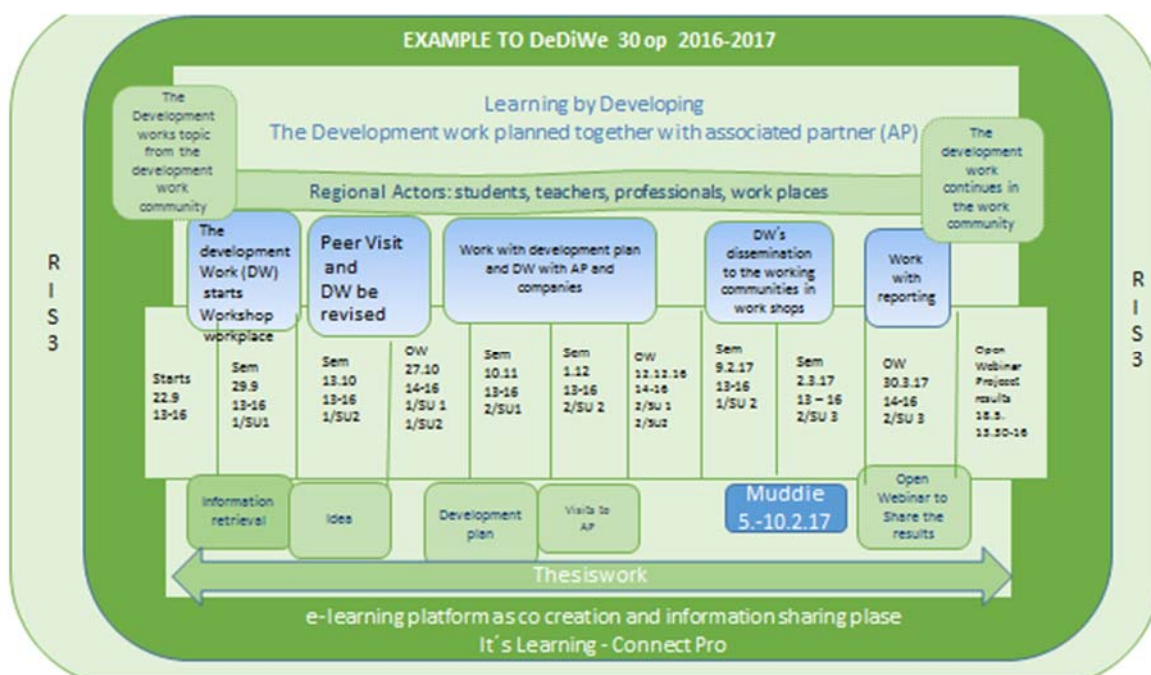 EXAMPLE TO DeDiWe 30 op 2016-2017
The
Development
works topic
from the
development
work
community
Learning by Developing
The Development work planned together with associated partner (AP)
The
development
work
continues in
the work
community
Regional Actors: students, teachers, professionals, work places
R
I
S
3
The
development
Work (DW)
starts
Workshop
workplace
Peer Visit
and
DW be
revised
Work with development plan
and DW with AP and
companies
DW´s
dissemination
to the working
communities in
work shops
Work
with
reporting
R
I
S
3
Starts
22.9
13-16
Sem
29.9
13-16
1/SU1
Sem
13.10
13-16
1/SU2
OW
27.10
14-16
1/SU 1
1/SU2
Sem
10.11
13-16
2/SU1
Sem
1.12
13-16
2/SU 2
OW
12.12.16
14-16
2/SU 1
2/SU2
Sem
9.2.17
13-16
1/SU 2
Sem
2.3.17
13 – 16
2/SU 3
OW
30.3.17
14-16
2/SU 3
Open
Webinar
results
Information
retrieval
Idea
Development
plan
Visits to
AP
Muddie
5.-10.2.17
Open
Webinar to
Share the
results
Thesiswork
e-learning platform as co creation and information sharing plase
It´s Learning - Connect Pro